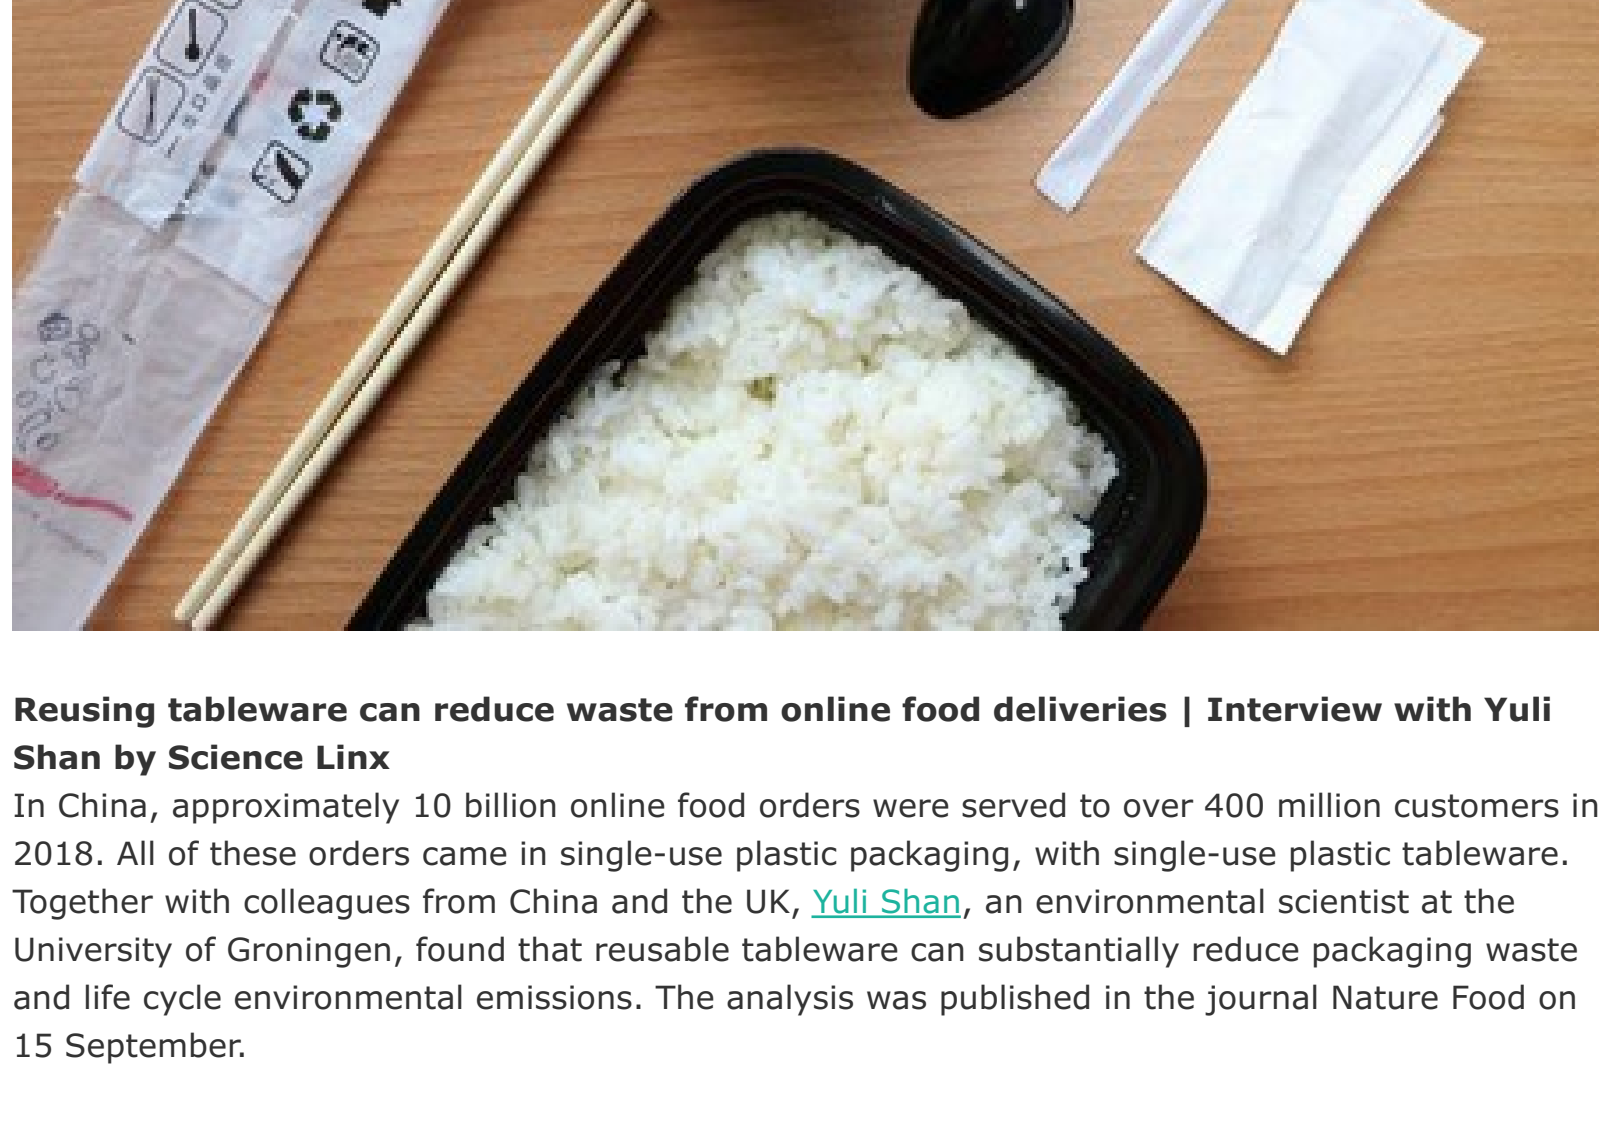 Reusing tableware can reduce waste from online food deliveries | Interview with Yuli
Shan by Science Linx
In China, approximately 10 billion online food orders were served to over 400 million customers in
2018. All of these orders came in single-use plastic packaging, with single-use plastic tableware.
Together with colleagues from China and the UK, Yuli Shan, an environmental scientist at the
University of Groningen, found that reusable tableware can substantially reduce packaging waste
and life cycle environmental emissions. The analysis was published in the journal Nature Food on
15 September.